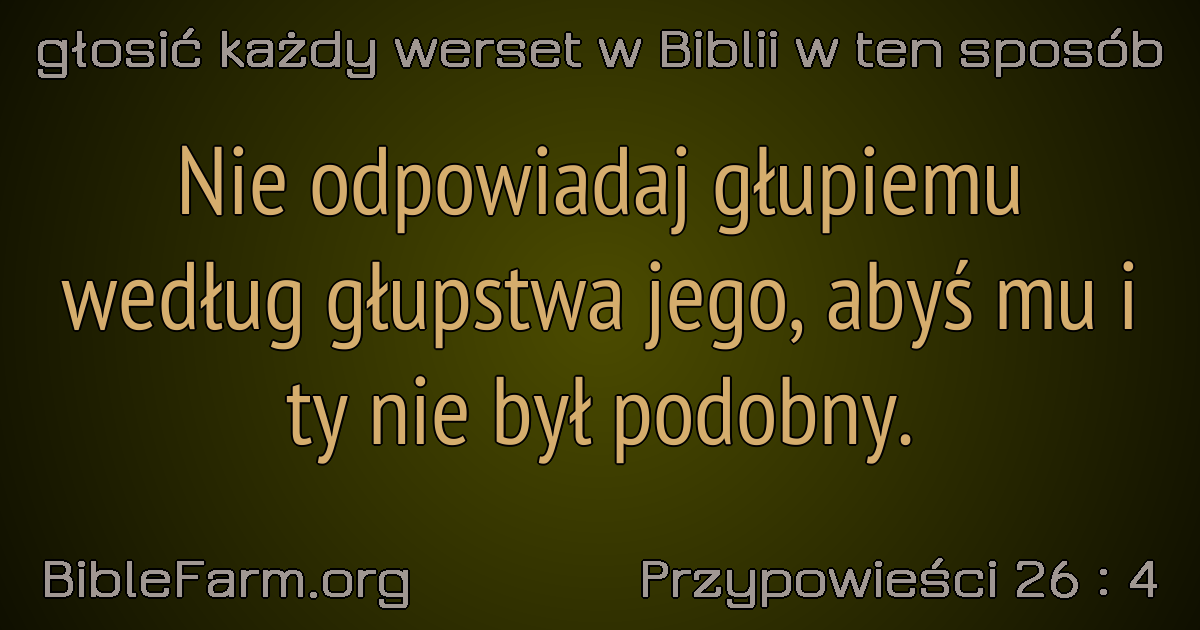 głosić każdy werset w Biblii w ten sposób
Nie odpowiadaj głupiemu
według głupstwa jego, abyś mu i
ty nie był podobny.
BibleFarm.org
Przypowieści 26 : 4